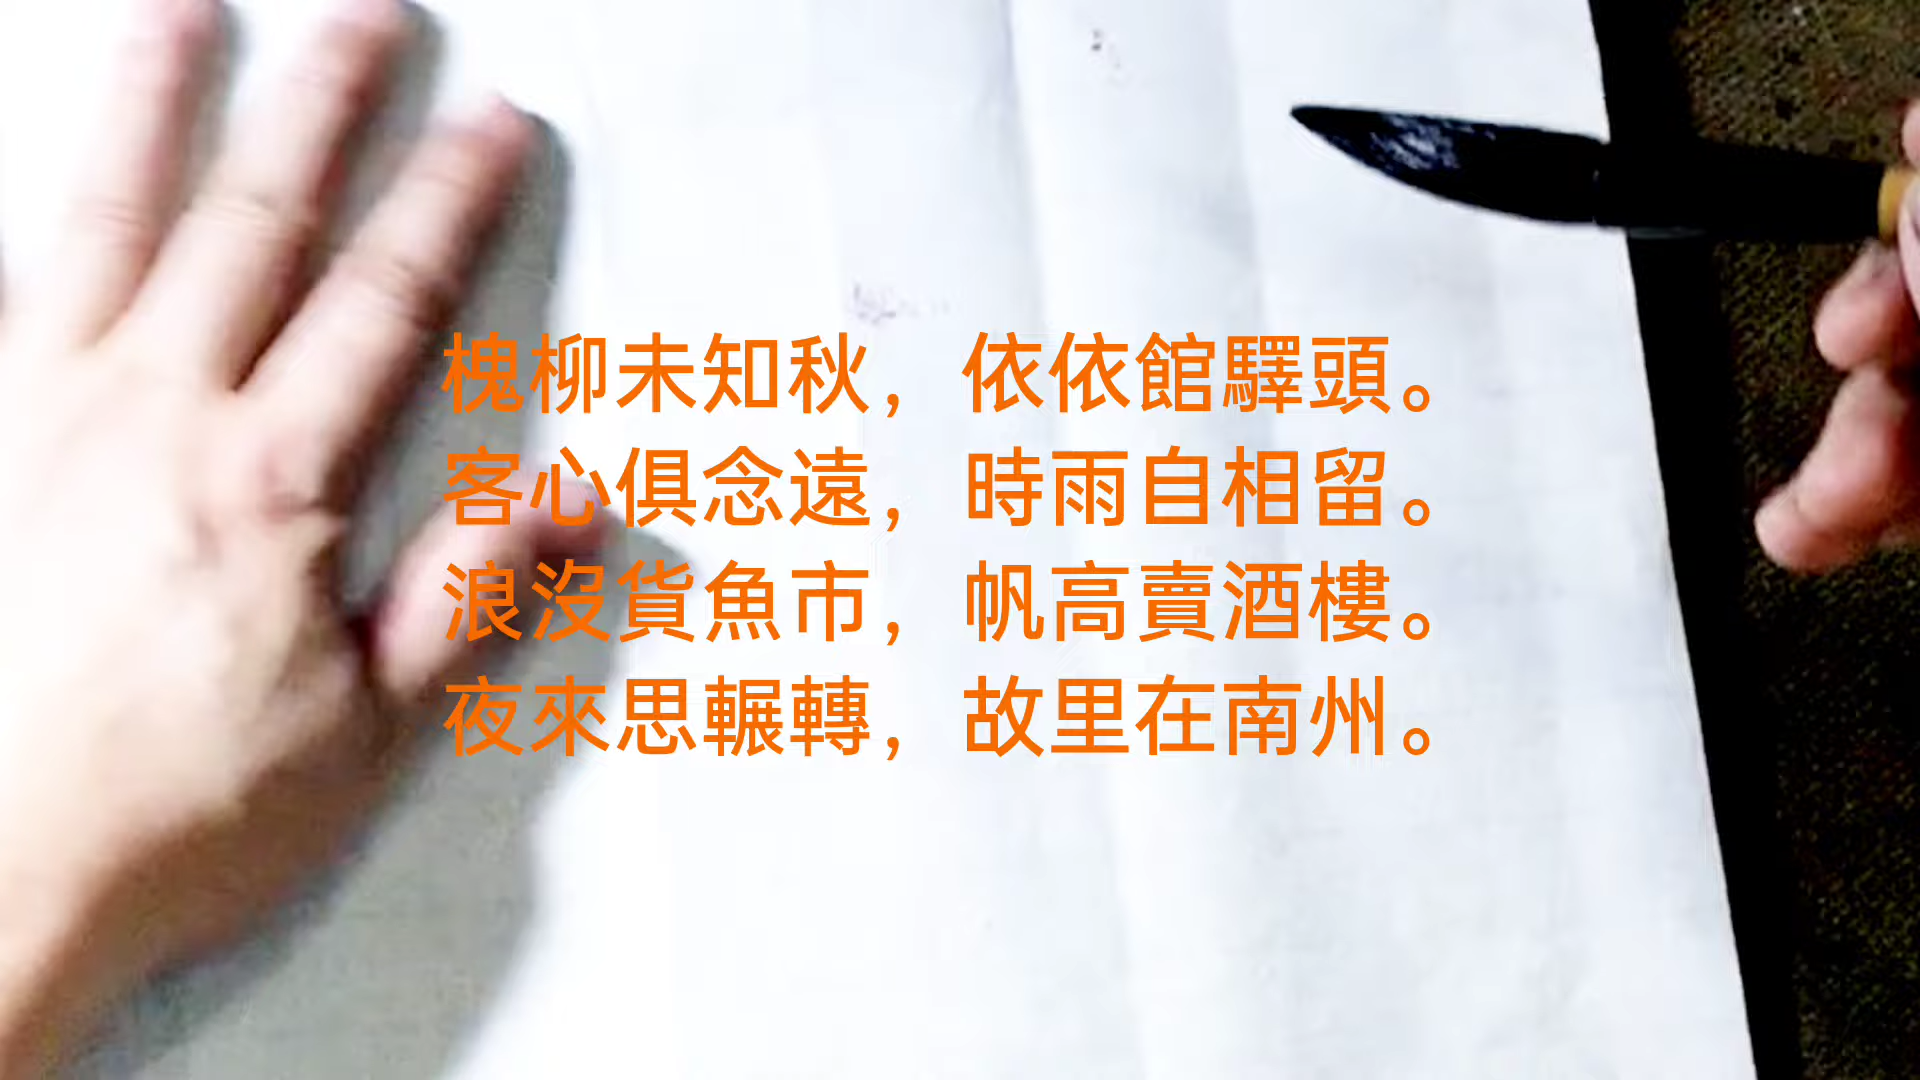 槐柳未知秋，依依館驛頭。
客心俱念遠，時雨自相留。
浪沒貨魚市，帆高賣酒樓。
夜來思輾轉，故里在南州。